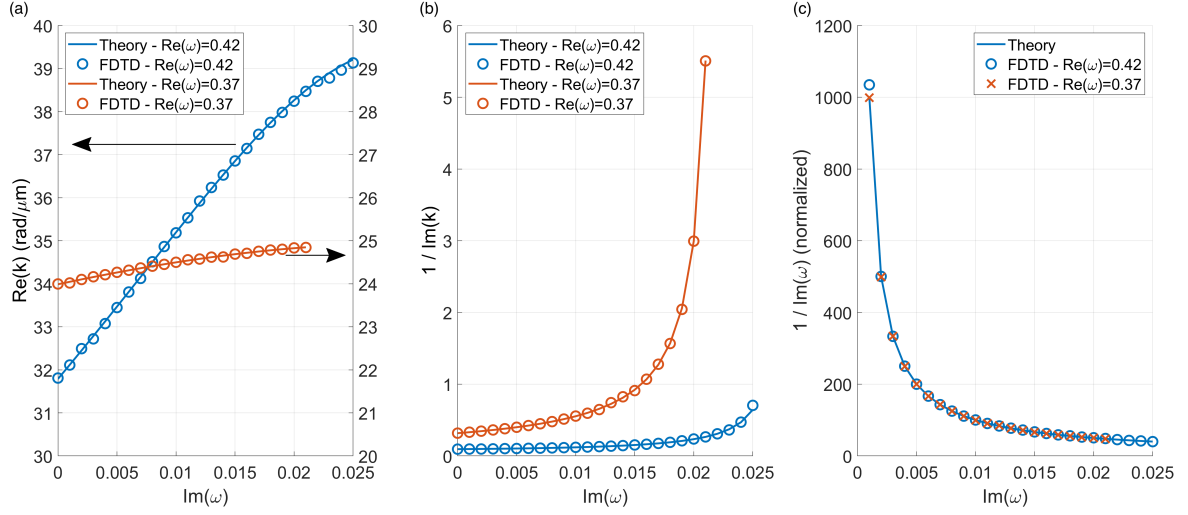 (a)
40
39
38
37
36
35
34
33
32
31
30
30
29
28
27
26
25
24
23
22
21
20
Re(k) (rad/μm)
Theory - Re(ω)=0.42
FDTD - Re(ω)=0.42
Theory - Re(ω)=0.37
FDTD - Re(ω)=0.37
0 0.005 0.01 0.015 0.02 0.025
Im(ω)
(b)
6
5
4
3
2
1
0
1 / Im(k)
Theory - Re(ω)=0.42
FDTD - Re(ω)=0.42
Theory - Re(ω)=0.37
FDTD - Re(ω)=0.37
0 0.005 0.01 0.015 0.02 0.025
Im(ω)
(c)
1200
1000
800
600
400
200
0
1 / Im(ω) (normalized)
Theory
FDTD - Re(ω)=0.42
FDTD - Re(ω)=0.37
0 0.005 0.01 0.015 0.02 0.025
Im(ω)